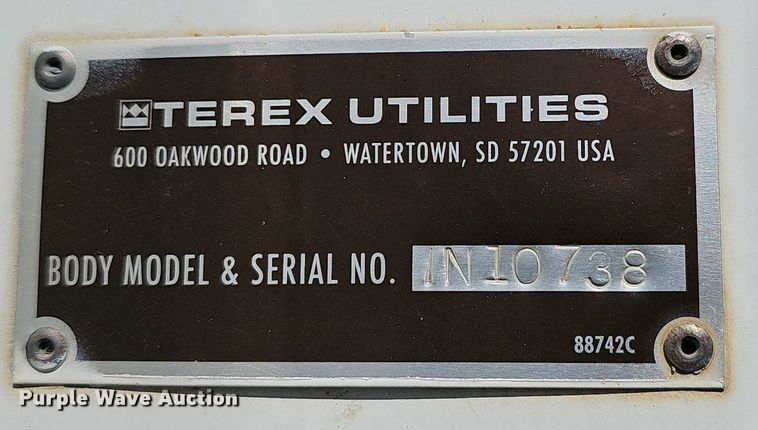 TEREX UTILITIES
600 OAKWOOD ROAD • WATERTOWN, SD 57201 USA
BODY MODEL & SERIAL NO. 1N10738
88742C
Purple Wave Auction